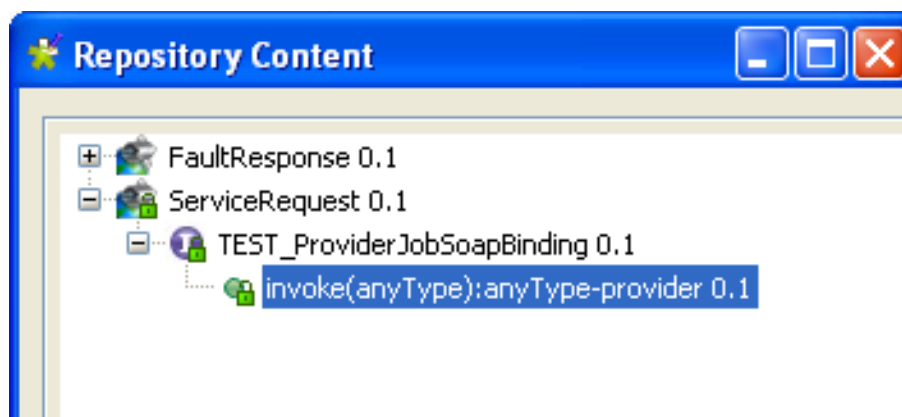 Repository Content
FaultResponse 0.1
ServiceRequest 0.1
TEST_ProviderJobSoapBinding 0.1
invoke(anyType):anyType-provider 0.1